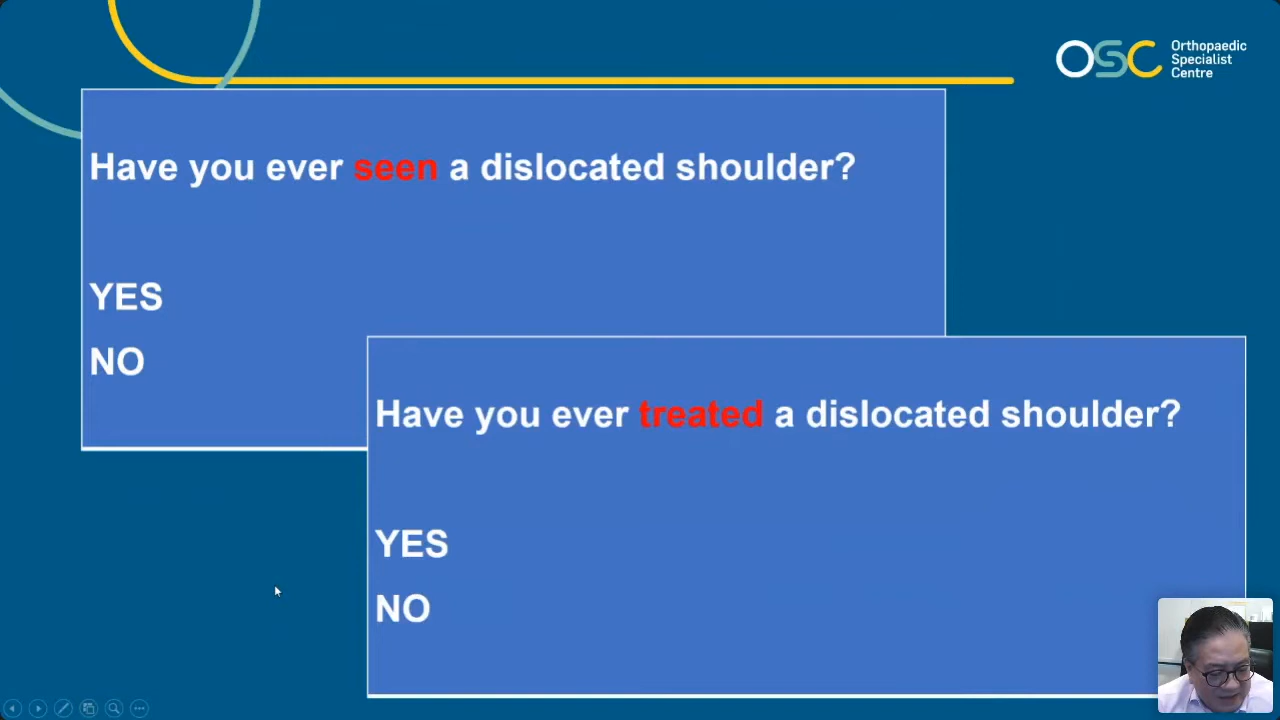 OSC
Orthopaedic
Specialist
Centre
Have you ever seen a dislocated shoulder?
YES
NO
Have you ever treated a dislocated shoulder?
YES
NO